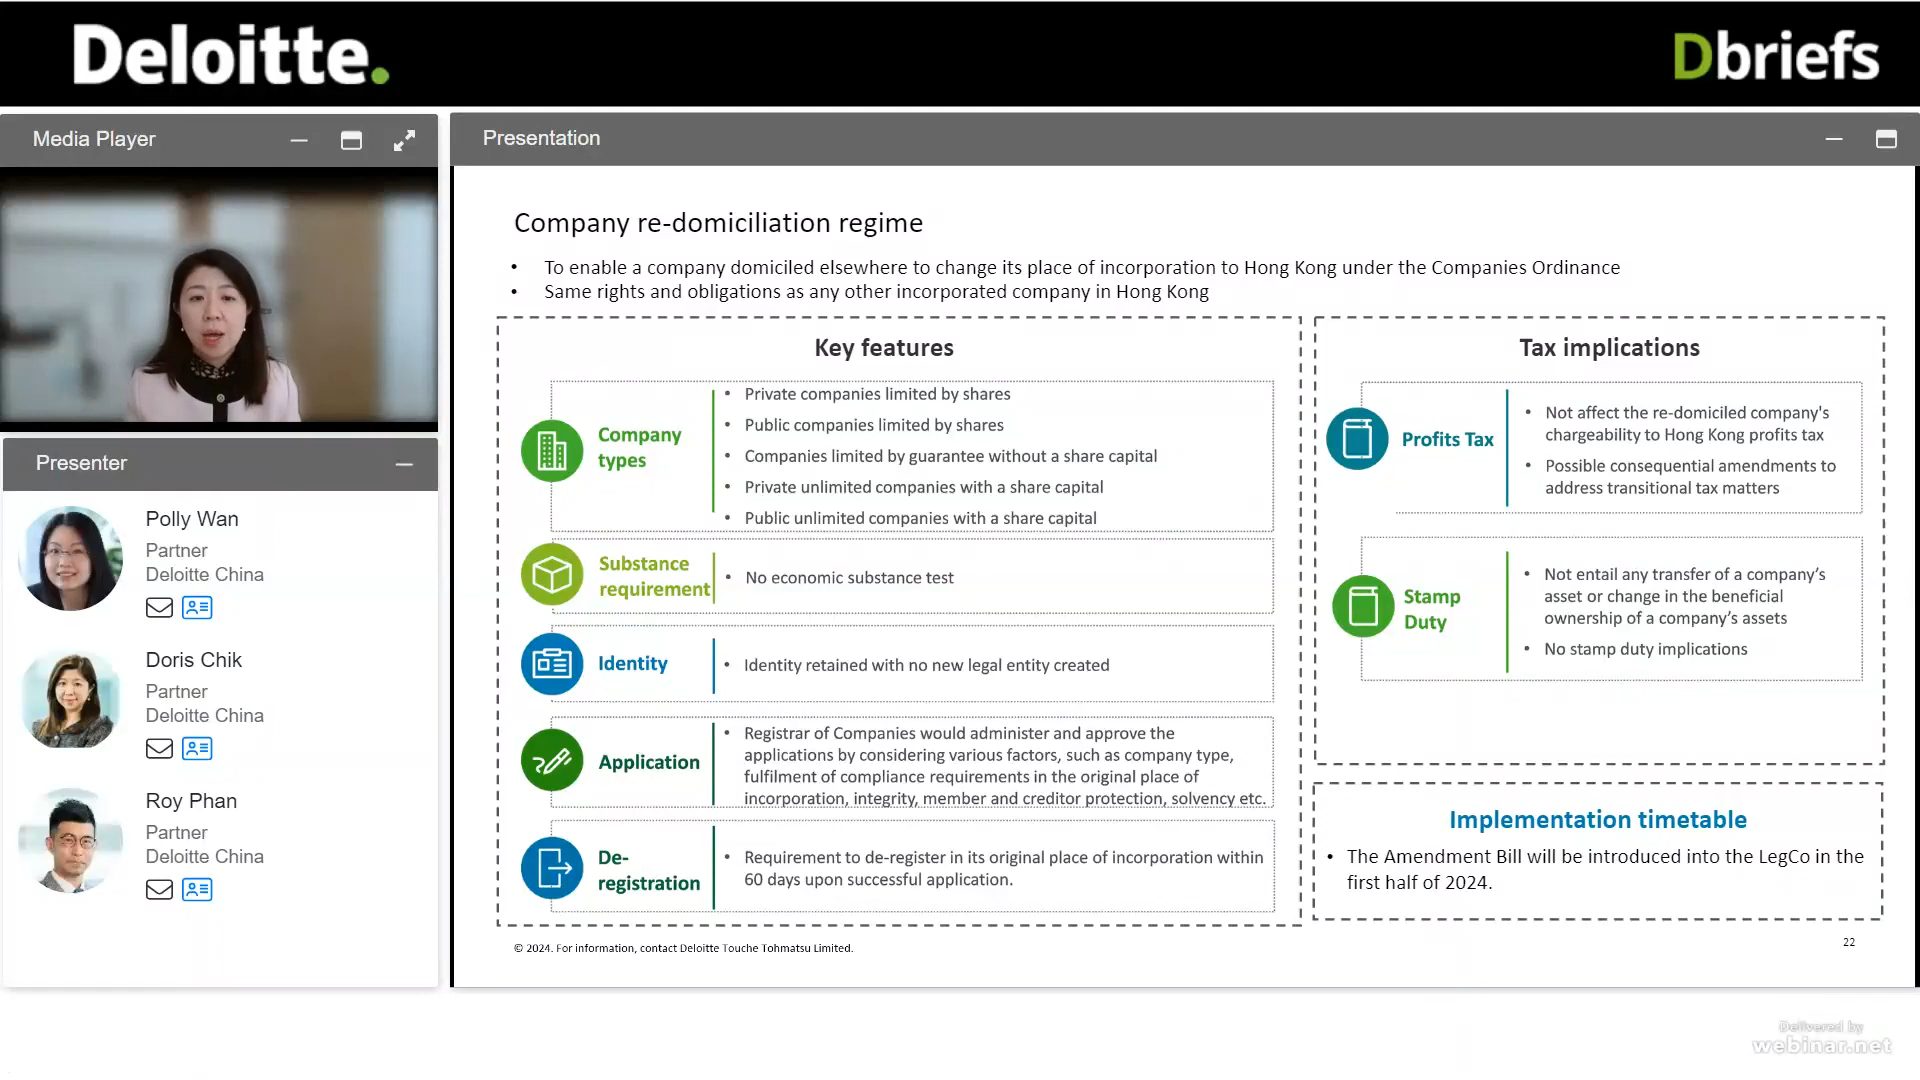 Deloitte.
Dbriefs
Media Player
Presentation
Company re-domiciliation regime
• To enable a company domiciled elsewhere to change its place of incorporation to Hong Kong under the Companies Ordinance
• Same rights and obligations as any other incorporated company in Hong Kong
Key features
Company
types
• Private companies limited by shares
• Public companies limited by shares
• Companies limited by guarantee without a share capital
• Private unlimited companies with a share capital
• Public unlimited companies with a share capital
Substance
requirement
• No economic substance test
Identity
• Identity retained with no new legal entity created
Application
• Registrar of Companies would administer and approve the
applications by considering various factors, such as company type,
fulfilment of compliance requirements in the original place of
incorporation, integrity, member and creditor protection, solvency etc.
De-
registration
• Requirement to de-register in its original place of incorporation within
60 days upon successful application.
Tax implications
Profits Tax
• Not affect the re-domiciled company's
chargeability to Hong Kong profits tax
• Possible consequential amendments to
address transitional tax matters
Stamp
Duty
• Not entail any transfer of a company’s
asset or change in the beneficial
ownership of a company’s assets
• No stamp duty implications
Implementation timetable
• The Amendment Bill will be introduced into the LegCo in the
first half of 2024.
© 2024. For information, contact Deloitte Touche Tohmatsu Limited.
22
Presenter
Polly Wan
Partner
Deloitte China
Doris Chik
Partner
Deloitte China
Roy Phan
Partner
Deloitte China
Delivered by
webinar.net